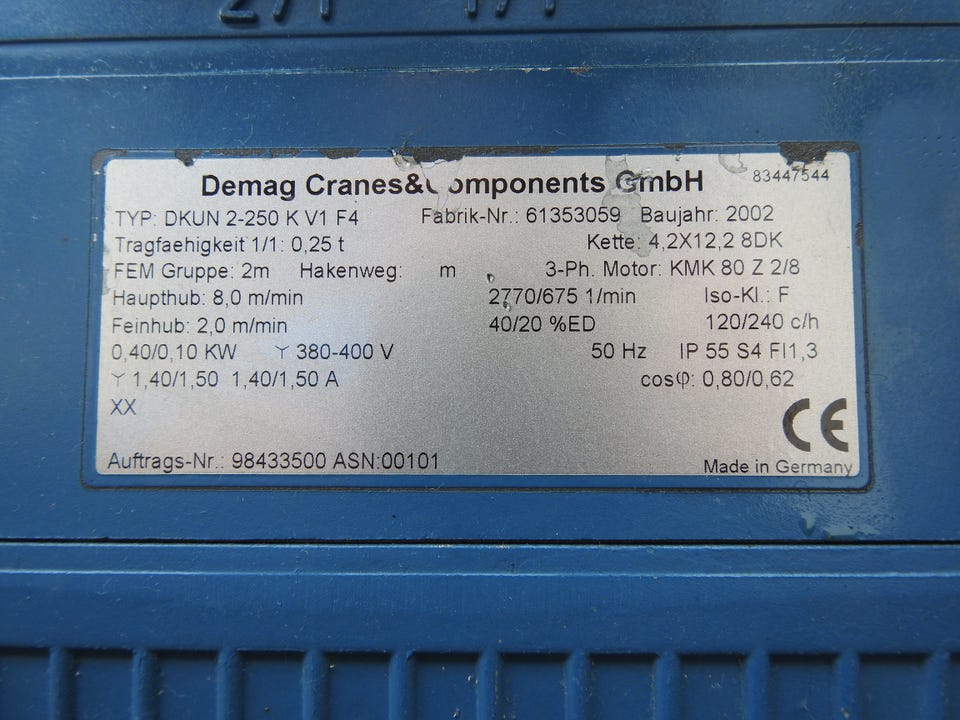 2/1 1/1
Demag Cranes&Components GmbH 83447544
TYP: DKUN 2-250 K V1 F4 Fabrik-Nr.: 61353059 Baujahr: 2002
Tragfaehigkeit 1/1: 0,25 t Kette: 4,2X12,2 8DK
FEM Gruppe: 2m Hakenweg: m 3-Ph. Motor: KMK 80 Z 2/8
Haupthub: 8,0 m/min 2770/675 1/min Iso-Kl.: F
Feinhub: 2,0 m/min 40/20 %ED 120/240 c/h
0,40/0,10 KW Y 380-400 V 50 Hz IP 55 S4 FI1,3
Y 1,40/1,50 1,40/1,50 A cosφ: 0,80/0,62
XX
CE
Auftrags-Nr.: 98433500 ASN:00101 Made in Germany